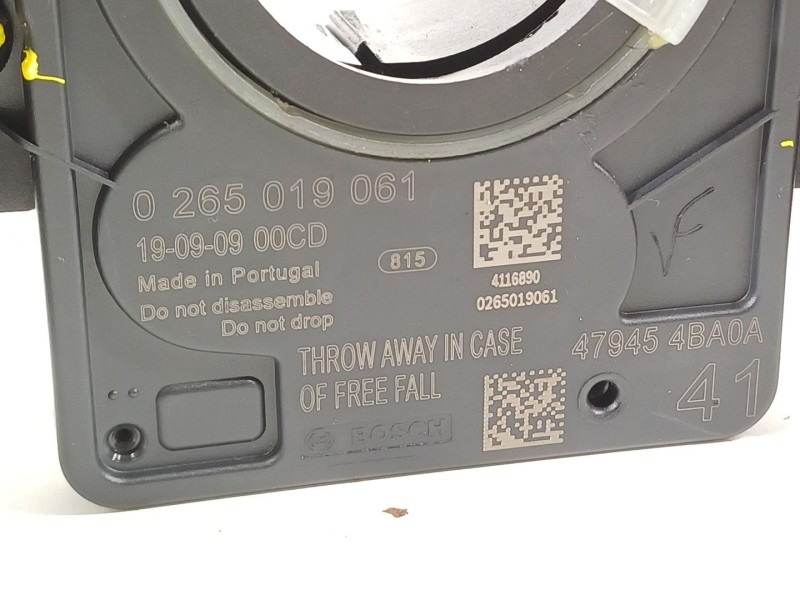 0 265 019 061
19-09-09 00CD
815
Made in Portugal
Do not disassemble
Do not drop
4116890
0265019061
VF
THROW AWAY IN CASE
OF FREE FALL
47945 4BA0A
41
BOSCH